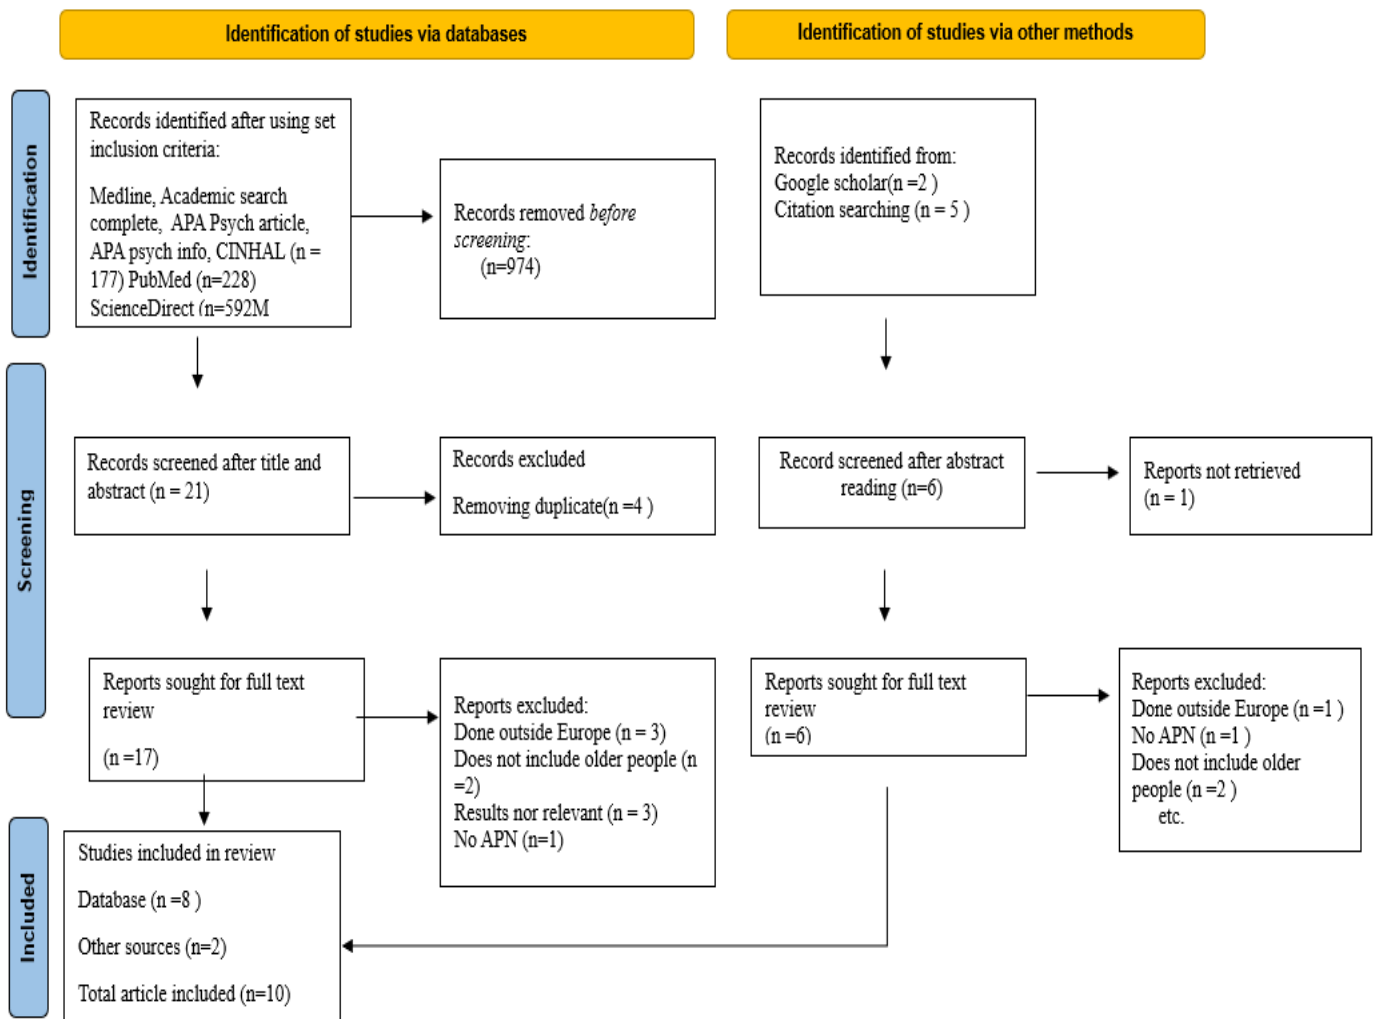 Identification of studies via databases
Identification of studies via other methods
Identification
Records identified after using set
inclusion criteria:
Medline, Academic search
complete, APA Psych article,
APA psych info, CINHAL (n =
177) PubMed (n=228)
ScienceDirect (n=592M
Records removed before
screening:
(n=974)
Records identified from:
Google scholar(n =2 )
Citation searching (n = 5 )
Screening
Records screened after title and
abstract (n = 21)
Records excluded
Removing duplicate(n =4 )
Record screened after abstract
reading (n=6)
Reports not retrieved
(n = 1)
Reports sought for full text
review
(n =17)
Reports excluded:
Done outside Europe (n = 3)
Does not include older people (n
=2)
Results nor relevant (n = 3)
No APN (n=1)
Reports sought for full text
review
(n =6)
Reports excluded:
Done outside Europe (n =1 )
No APN (n =1 )
Does not include older
people (n =2 )
etc.
Included
Studies included in review
Database (n =8 )
Other sources (n=2)
Total article included (n=10)